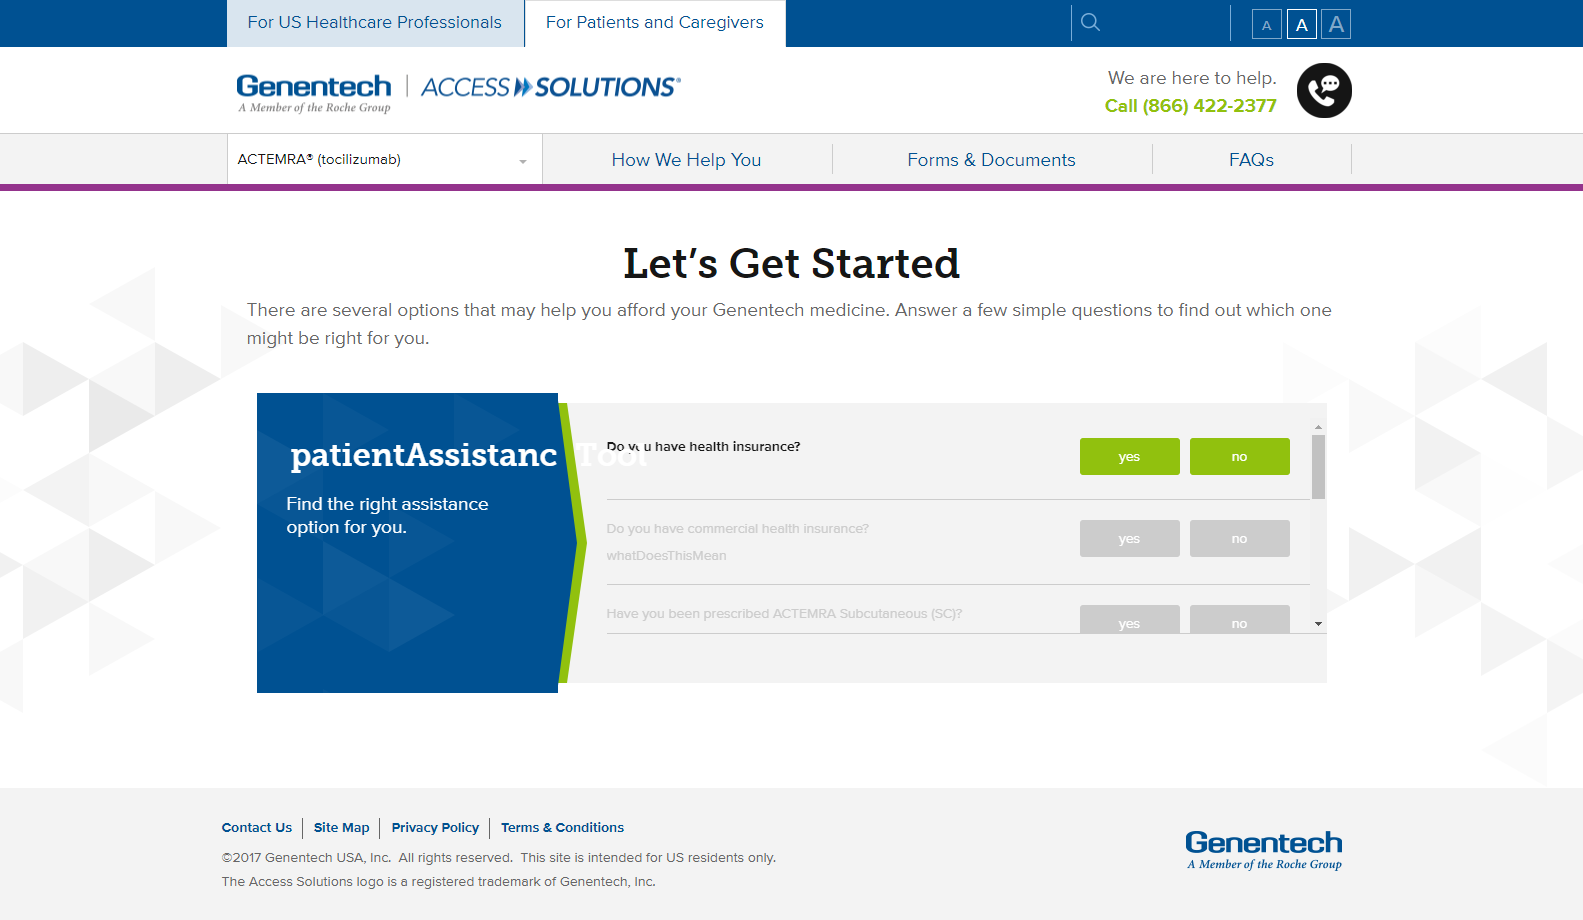 For US Healthcare Professionals
For Patients and Caregivers
A A A
Genentech
A Member of the Roche Group
ACCESS SOLUTIONS®
We are here to help.
Call (866) 422-2377
ACTEMRA® (tocilizumab)
How We Help You
Forms & Documents
FAQs
Let's Get Started
There are several options that may help you afford your Genentech medicine. Answer a few simple questions to find out which one
might be right for you.
patientAssistanc Tool
Find the right assistance
option for you.
Do you have health insurance?
yes
no
Do you have commercial health insurance?
whatDoesThisMean
yes
no
Have you been prescribed ACTEMRA Subcutaneous (SC)?
yes
no
Contact Us
Site Map
Privacy Policy
Terms & Conditions
©2017 Genentech USA, Inc. All rights reserved. This site is intended for US residents only.
The Access Solutions logo is a registered trademark of Genentech, Inc.
Genentech
A Member of the Roche Group